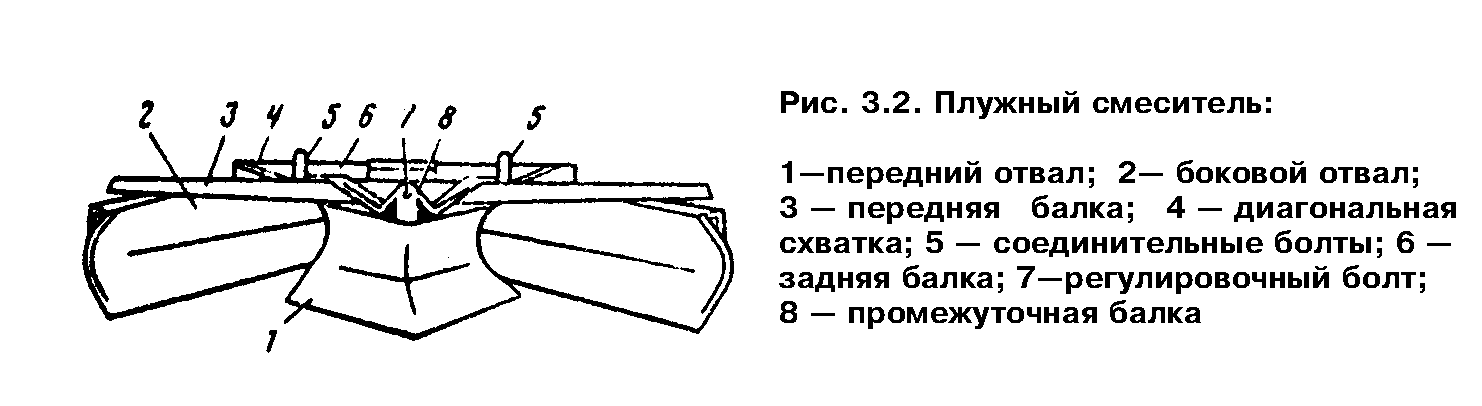 2 3 4 5 6 7 8 5
1
Рис. 3.2. Плужный смеситель:
1—передний отвал; 2— боковой отвал;
3 — передняя балка; 4 — диагональная
схватка; 5 — соединительные болты; 6 —
задняя балка; 7—регулировочный болт;
8 — промежуточная балка